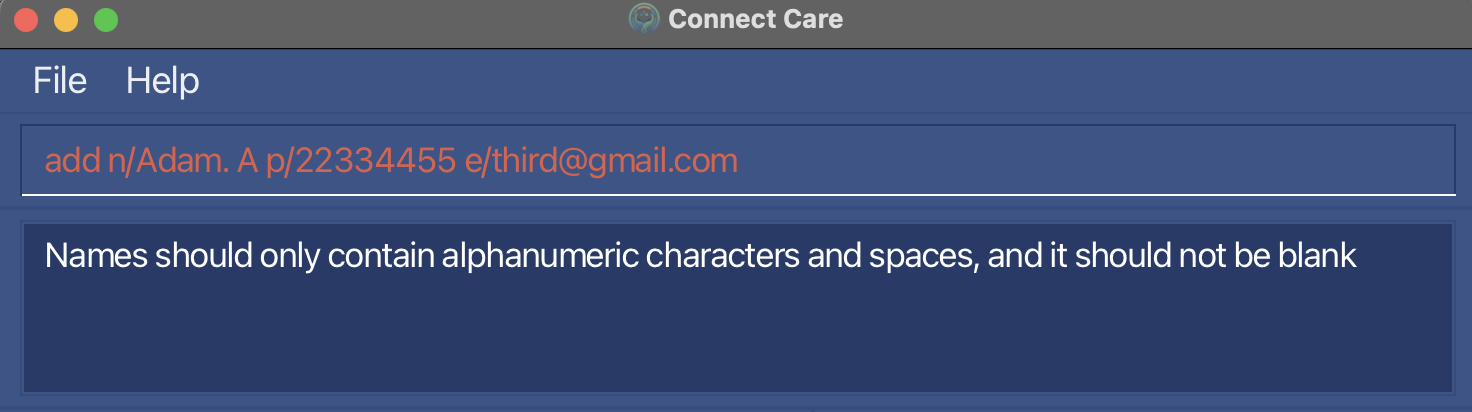 Connect Care
File Help
add n/Adam. A p/22334455 e/third@gmail.com
Names should only contain alphanumeric characters and spaces, and it should not be blank